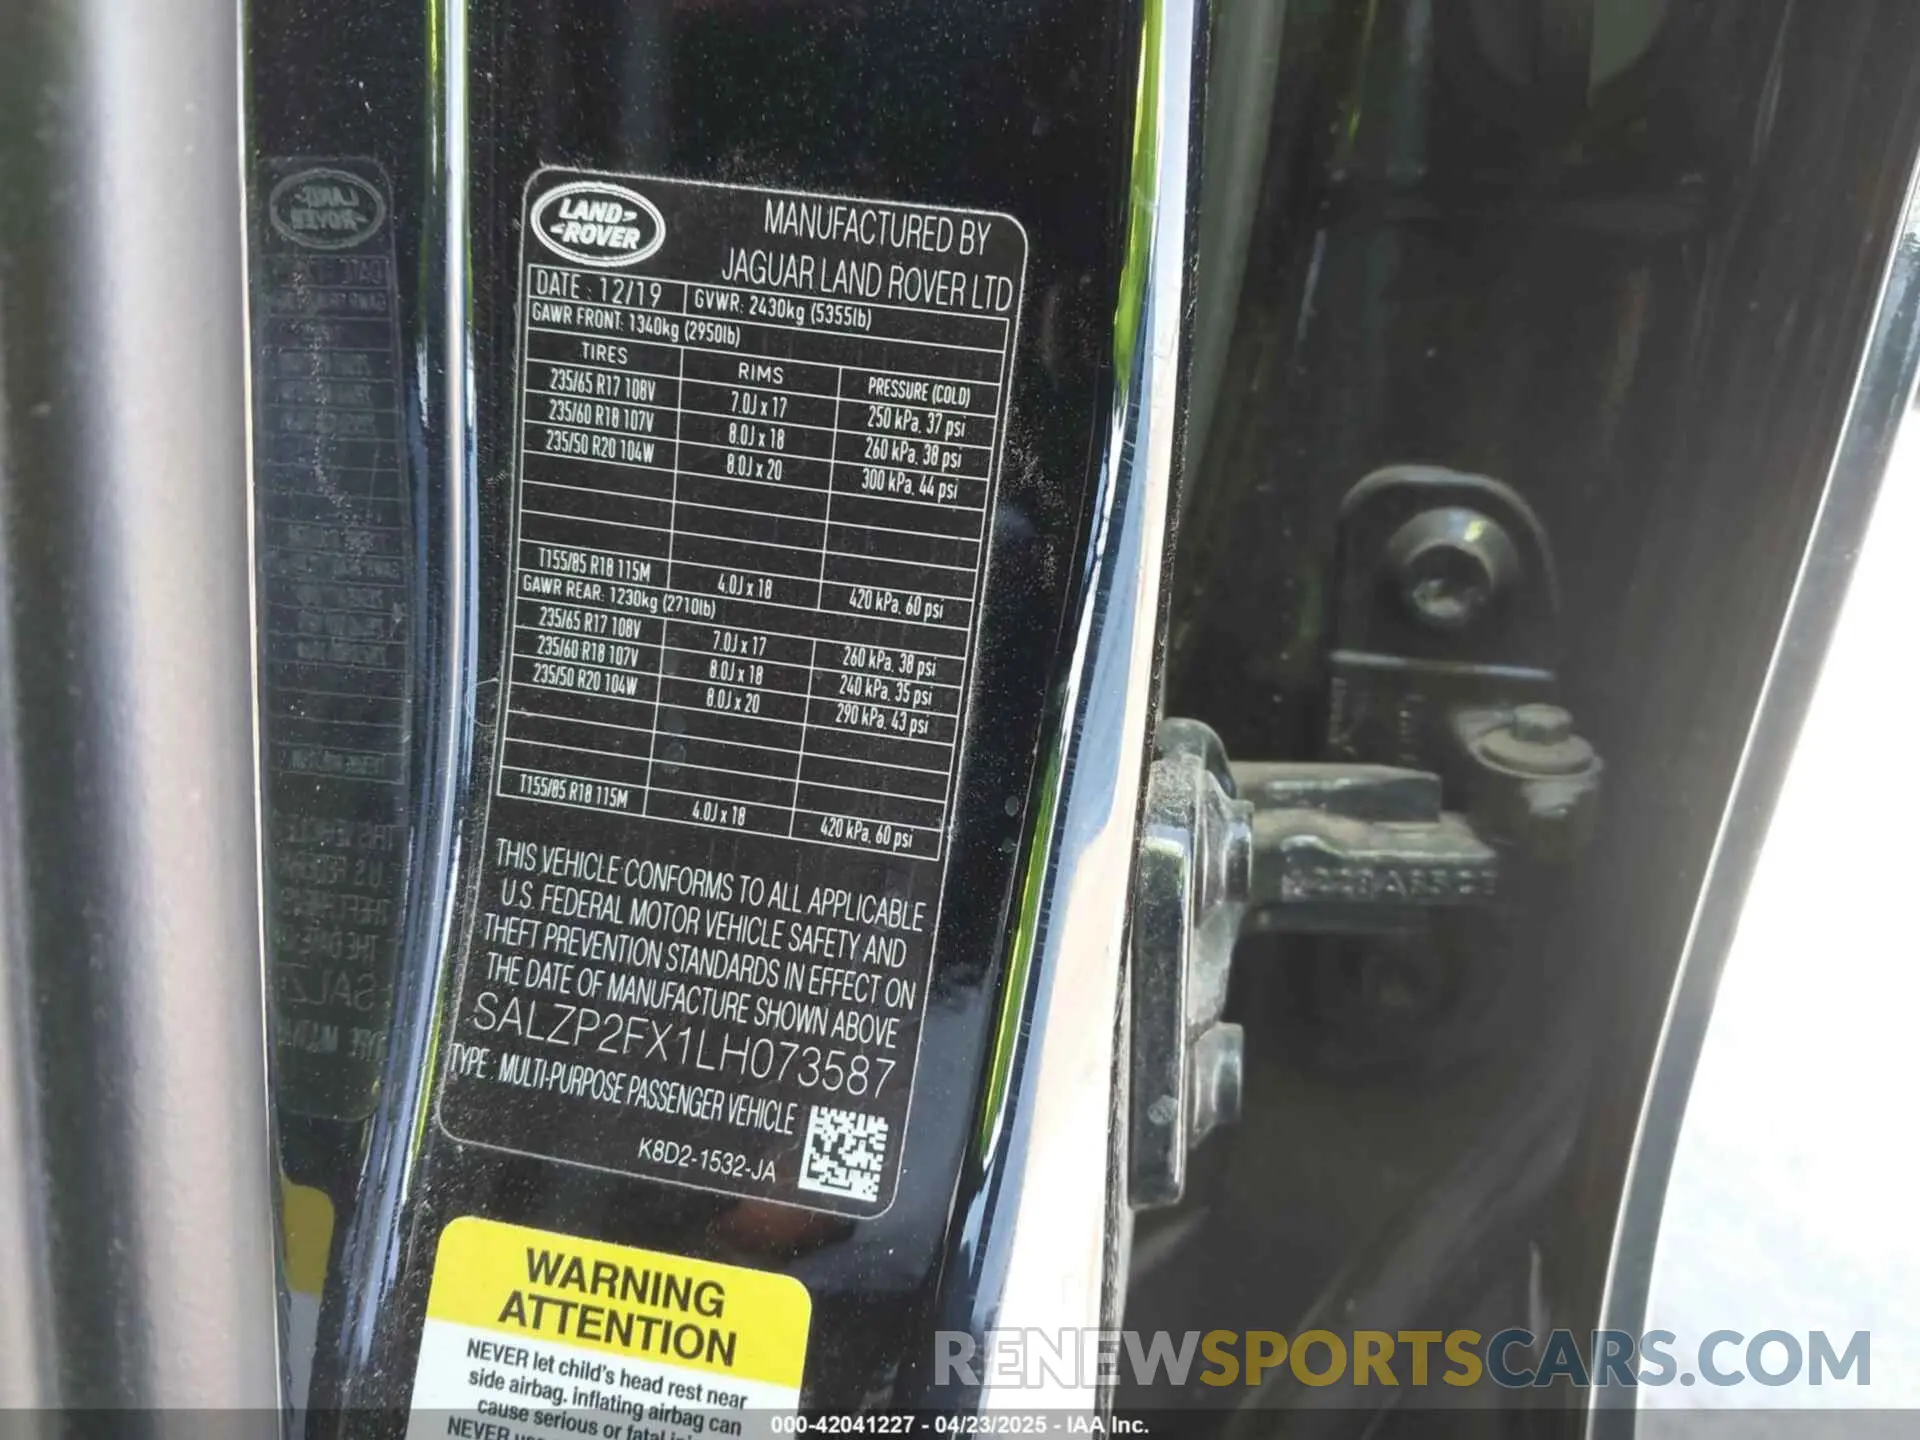 LAND
ROVER
MANUFACTURED BY
JAGUAR LAND ROVER LTD
DATE : 12/19 GVWR: 2430kg (5355lb)
GAWR FRONT: 1340kg (2950lb)
TIRES RIMS PRESSURE (COLD)
235/65 R17 108V 7.0J x 17 250 kPa, 37 psi
235/60 R18 107V 8.0J x 18 260 kPa, 38 psi
235/50 R20 104W 8.0J x 20 300 kPa, 44 psi
T155/85 R18 115M 4.0J x 18 420 kPa, 60 psi
GAWR REAR: 1230kg (2710lb)
235/65 R17 108V 7.0J x 17 260 kPa, 38 psi
235/60 R18 107V 8.0J x 18 240 kPa, 35 psi
235/50 R20 104W 8.0J x 20 290 kPa, 43 psi
T155/85 R18 115M 4.0J x 18 420 kPa, 60 psi
THIS VEHICLE CONFORMS TO ALL APPLICABLE
U.S. FEDERAL MOTOR VEHICLE SAFETY AND
THEFT PREVENTION STANDARDS IN EFFECT ON
THE DATE OF MANUFACTURE SHOWN ABOVE
SALZP2FX1LH073587
TYPE : MULTI-PURPOSE PASSENGER VEHICLE
K8D2-1532-JA
WARNING
ATTENTION
NEVER let child's head rest near
side airbag, inflating airbag can
cause serious or fatal
NEVER
RENEWSPORTSCARS.COM
000-42041227 - 04/23/2025 - IAA Inc.